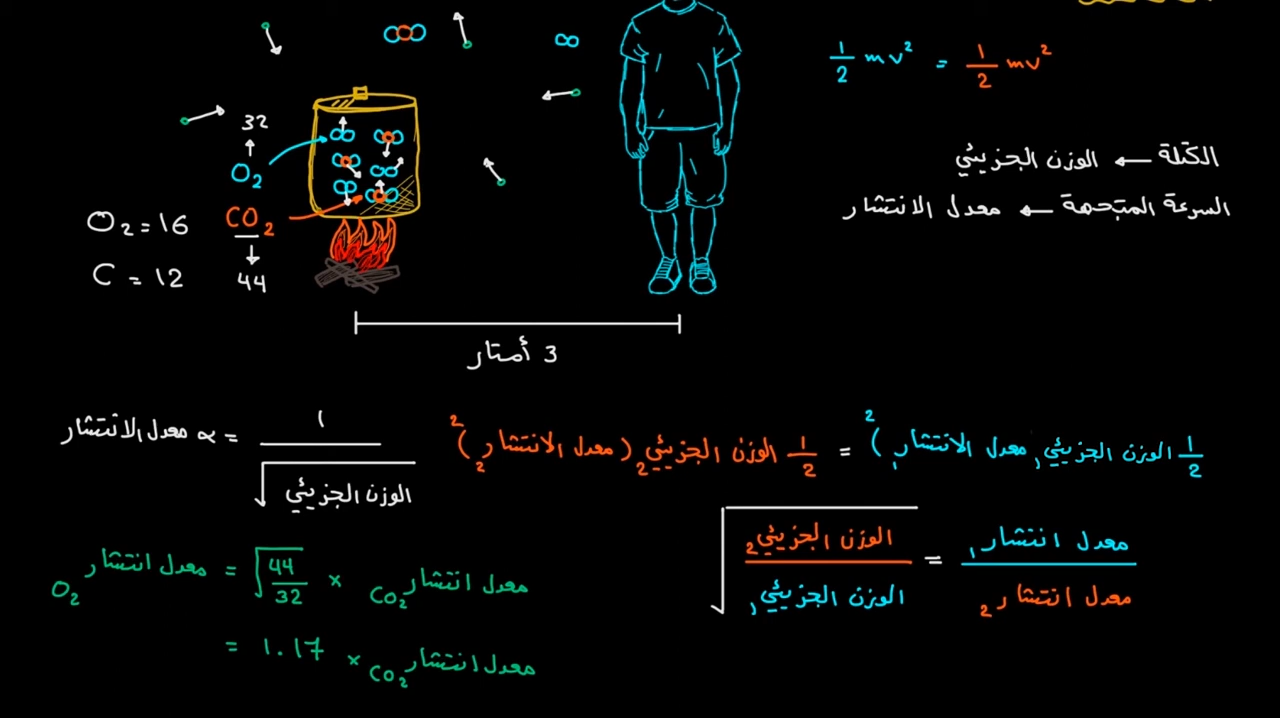 1/2 mv² = 1/2 mv²
الكتلة ← الوزن الجزيئي
السرعة المتجهة ← معدل الانتشار
32
O₂
CO₂
44
O₂ = 16
C = 12
3 أمتار
1/2 الوزن الجزيئي₁ (معدل الانتشار₁)² = 1/2 الوزن الجزيئي₂ (معدل الانتشار₂)²
معدل انتشار₁ / معدل انتشار₂ = √(الوزن الجزيئي₂ / الوزن الجزيئي₁)
معدل الانتشار ∝ = 1 / √الوزن الجزيئي
معدل انتشار O₂ = √(44/32) × معدل انتشار CO₂
= 1.17 × معدل انتشار CO₂